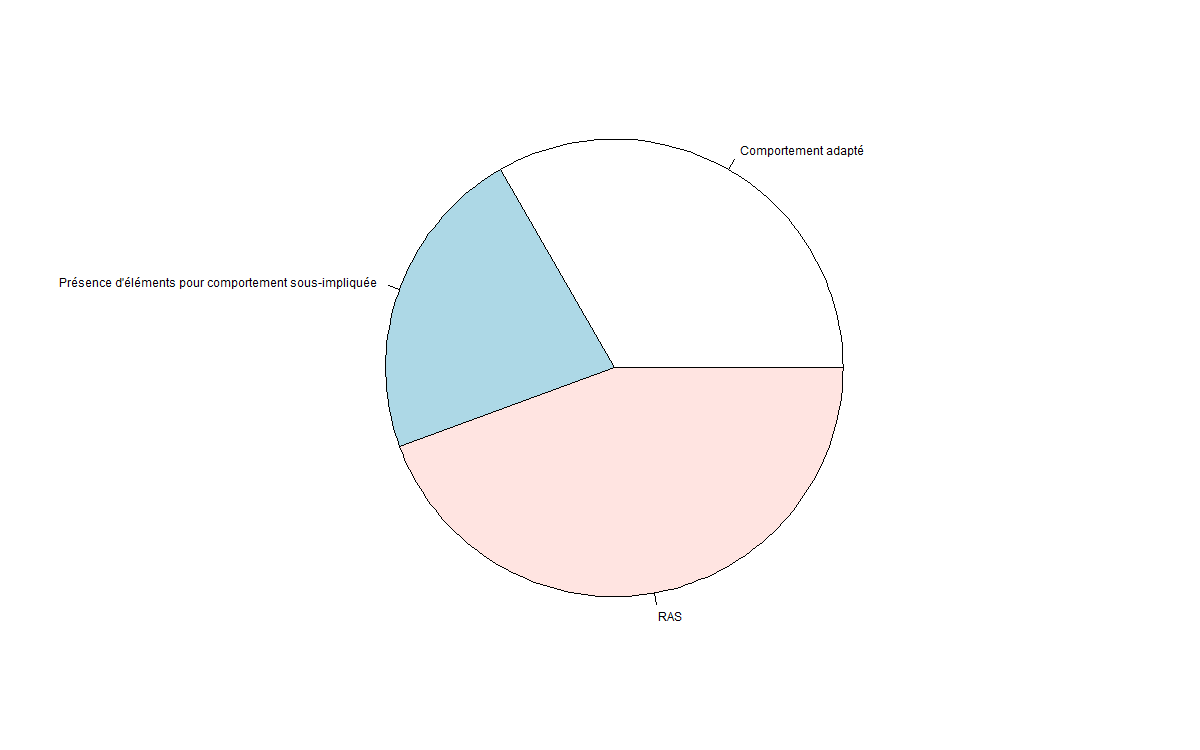 Comportement adapté
Présence d'éléments pour comportement sous-impliquée
RAS